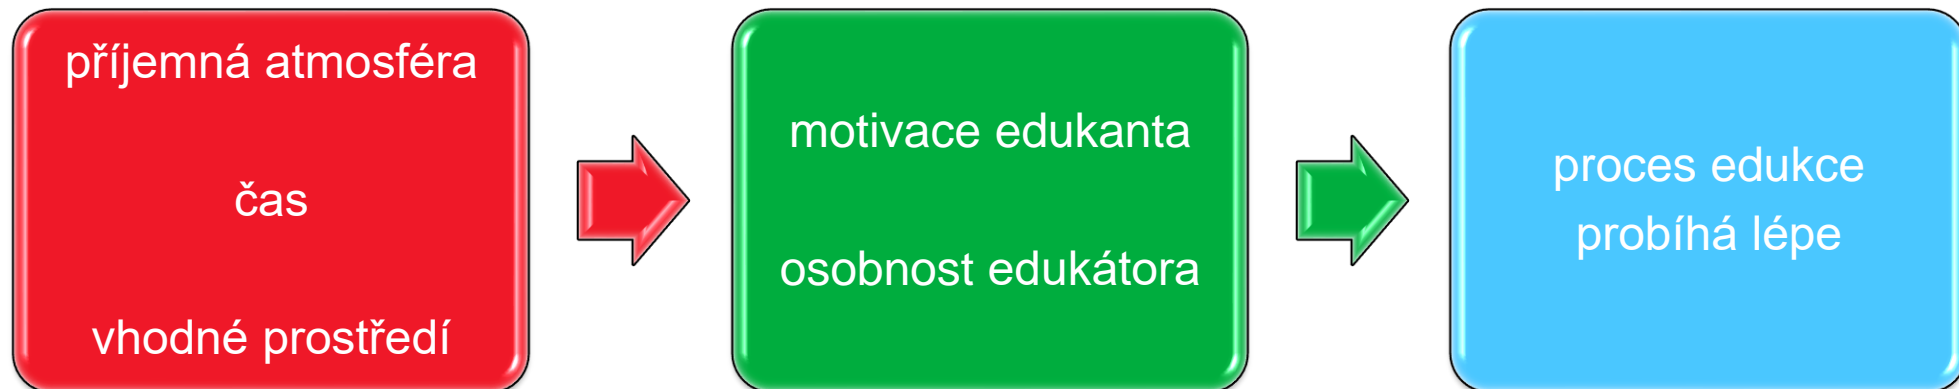 příjemná atmosféra
čas
vhodné prostředí
motivace edukanta
osobnost edukátora
proces edukce
probíhá lépe